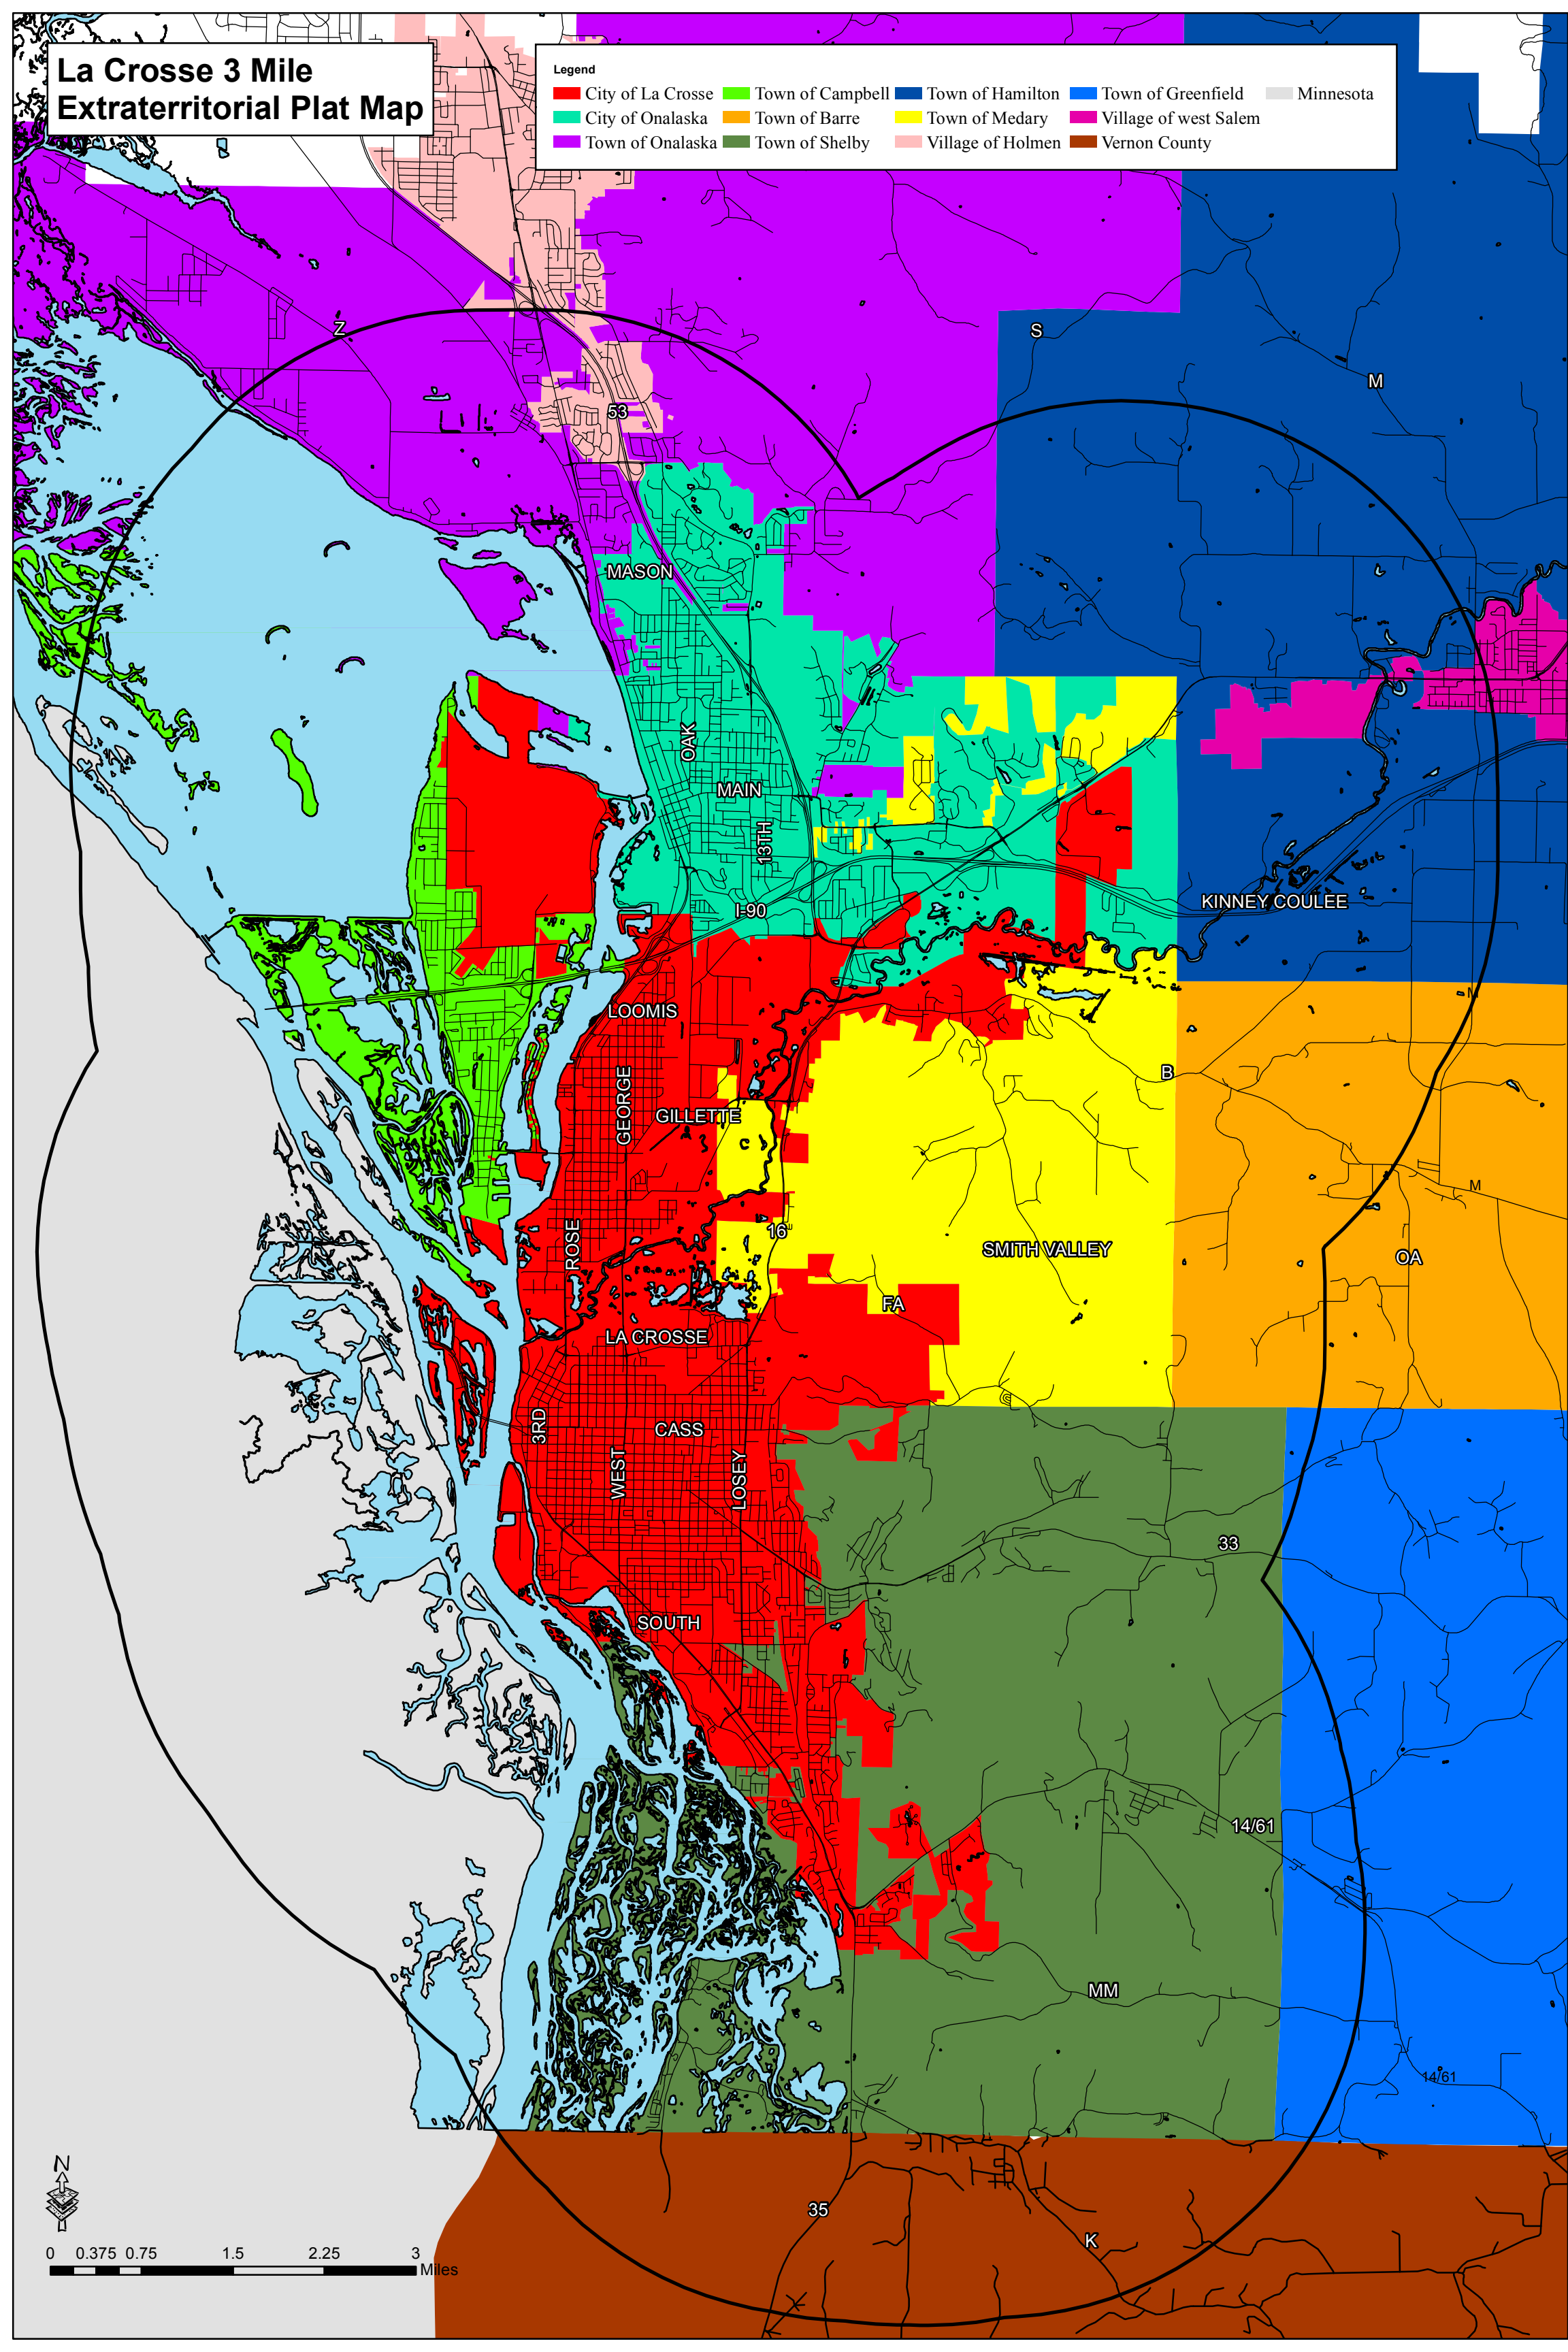 La Crosse 3 Mile
Extraterritorial Plat Map
Legend
City of La Crosse
City of Onalaska
Town of Onalaska
Town of Campbell
Town of Barre
Town of Shelby
Town of Hamilton
Town of Medary
Village of Holmen
Town of Greenfield
Village of west Salem
Vernon County
Minnesota
Z
S
M
53
MASON
OAK
MAIN
13TH
I-90
KINNEY COULEE
M
LOOMIS
B
GEORGE
GILLETTE
M
ROSE
16
SMITH VALLEY
OA
FA
LA CROSSE
3RD
CASS
WEST
LOSEY
33
SOUTH
14/61
MM
14/61
N
35
K
0 0.375 0.75 1.5 2.25 3
Miles